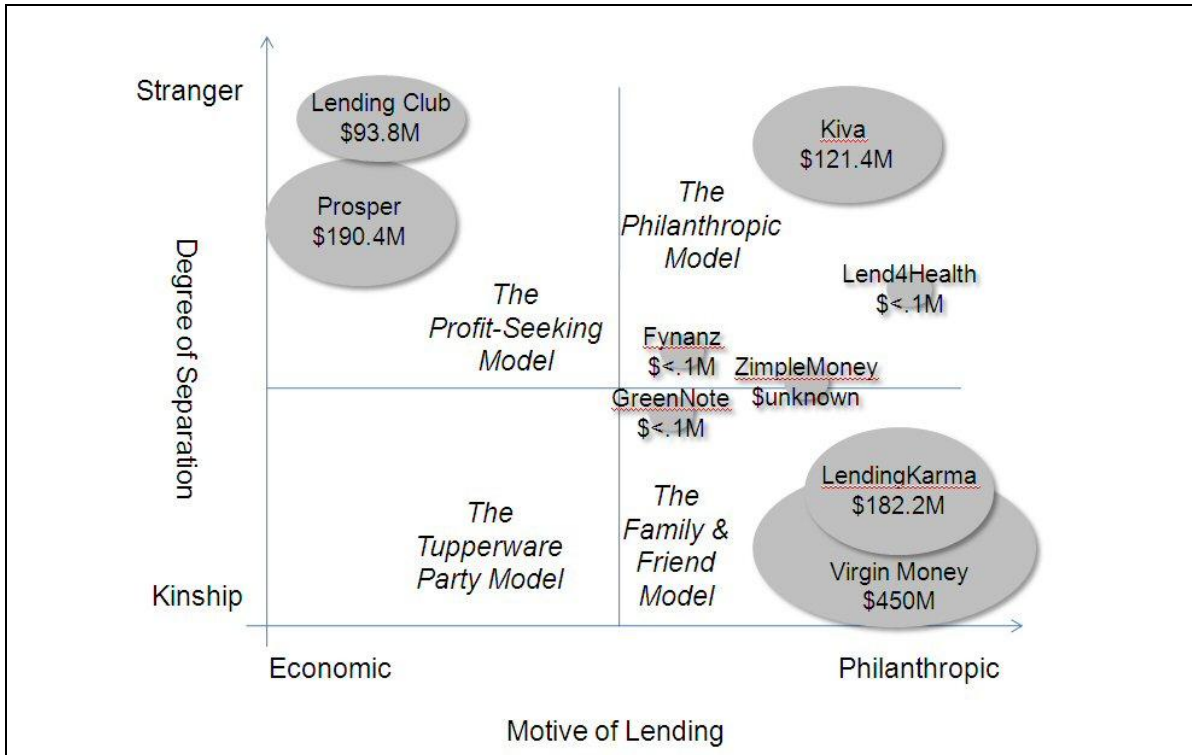 Stranger
Lending Club
$93.8M
Kiva
$121.4M
Prosper
$190.4M
The
Philanthropic
Model
Degree of Separation
Lend4Health
$<.1M
The
Profit-Seeking
Model
Fynanz
$<.1M
ZimpleMoney
$unknown
GreenNote
$<.1M
LendingKarma
$182.2M
The
Tupperware
Party Model
The
Family &
Friend
Model
Virgin Money
$450M
Kinship
Economic
Philanthropic
Motive of Lending